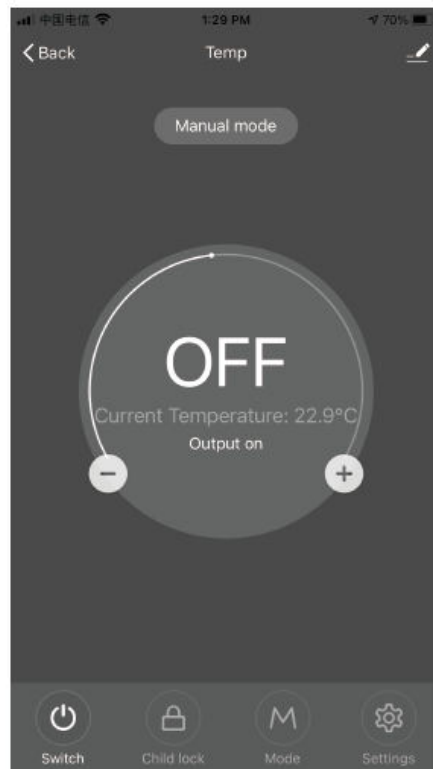 中国电信 1:29 PM 70%
Back Temp
Manual mode
OFF
Current Temperature: 22.9°C
Output on
− +
M
Switch Child lock Mode Settings